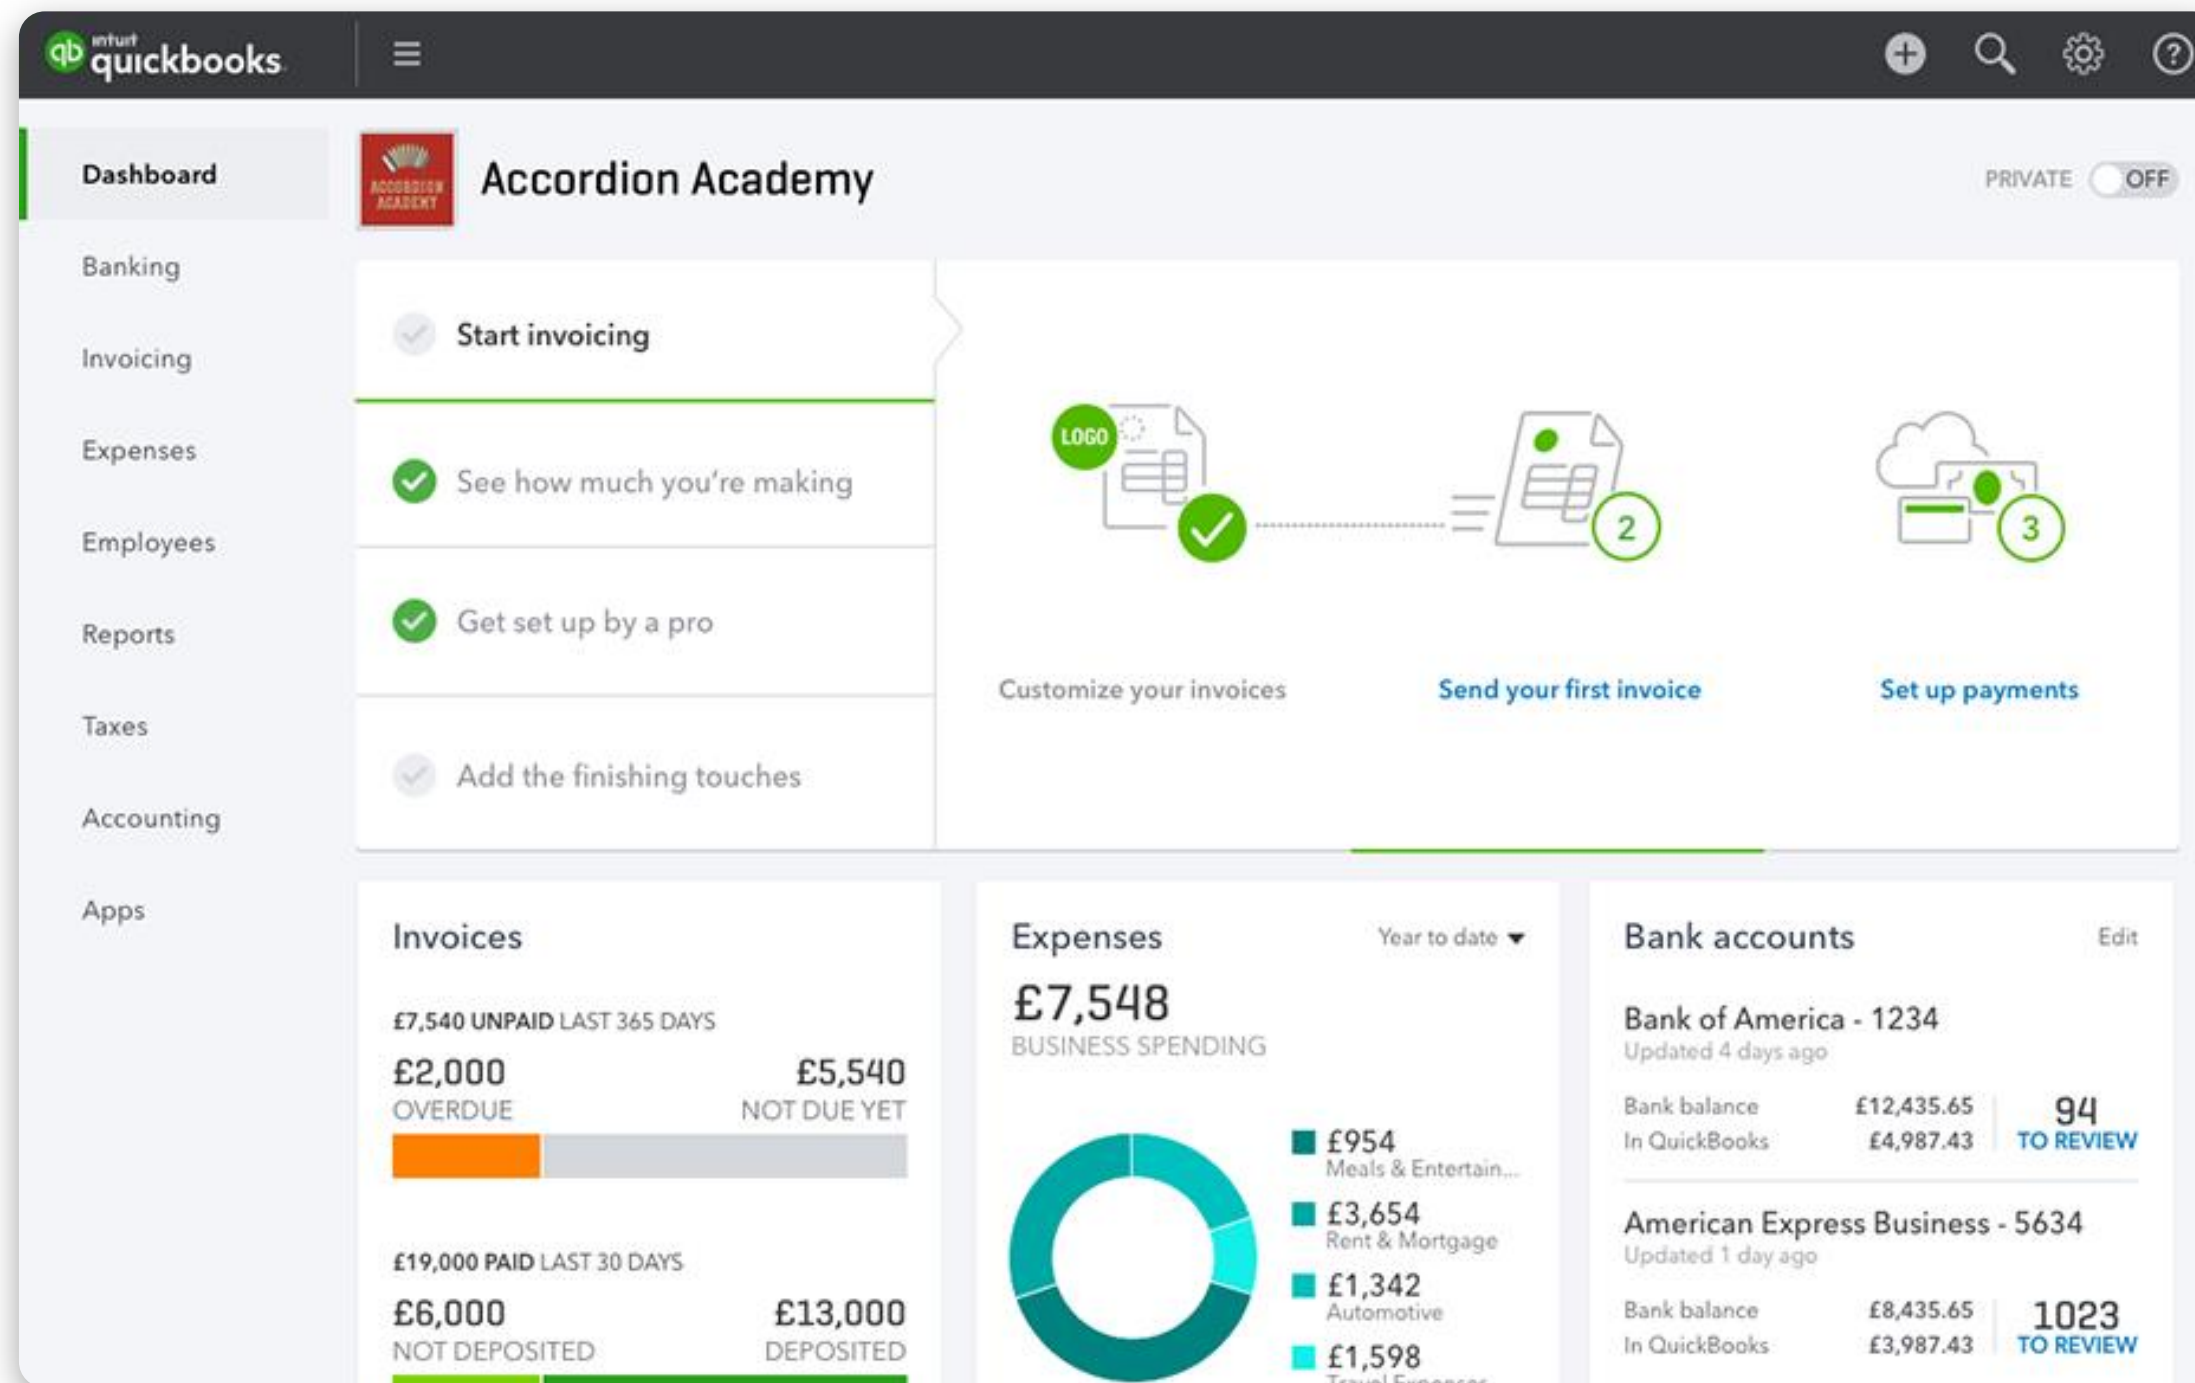 intuit
quickbooks.
Dashboard
Banking
Invoicing
Expenses
Employees
Reports
Taxes
Accounting
Apps
ACCORDION
ACADEMY
Accordion Academy
PRIVATE OFF
Start invoicing
See how much you're making
Get set up by a pro
Add the finishing touches
LOGO
2
3
Customize your invoices
Send your first invoice
Set up payments
Invoices
£7,540 UNPAID LAST 365 DAYS
£2,000 £5,540
OVERDUE NOT DUE YET
£19,000 PAID LAST 30 DAYS
£6,000 £13,000
NOT DEPOSITED DEPOSITED
Expenses Year to date
£7,548
BUSINESS SPENDING
£954
Meals & Entertain...
£3,654
Rent & Mortgage
£1,342
Automotive
£1,598
Travel Expenses
Bank accounts Edit
Bank of America - 1234
Updated 4 days ago
Bank balance £12,435.65 94
In QuickBooks £4,987.43 TO REVIEW
American Express Business - 5634
Updated 1 day ago
Bank balance £8,435.65 1023
In QuickBooks £3,987.43 TO REVIEW